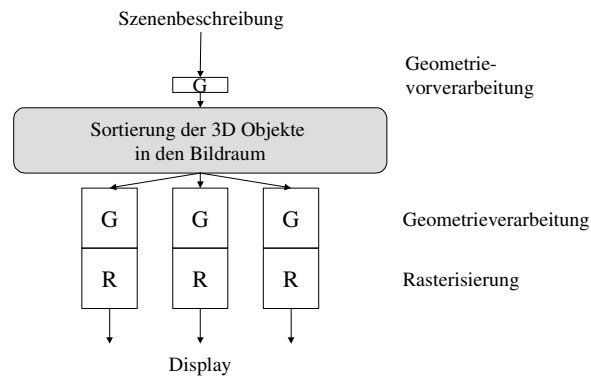 Szenenbeschreibung
Geometrie-
vorverarbeitung
G
Sortierung der 3D Objekte
in den Bildraum
G G G
Geometrieverarbeitung
R R R
Rasterisierung
Display